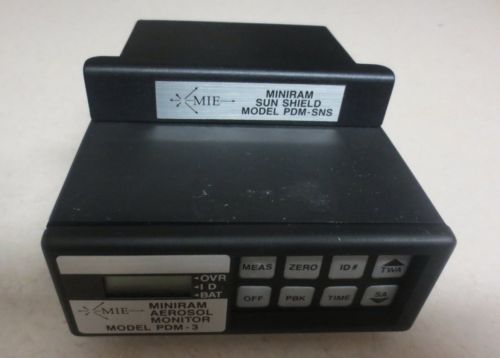 MIE
MINIRAM
SUN SHIELD
MODEL PDM-SNS
OVR
I D
BAT
MEAS ZERO ID# TWA
OFF PBK TIME SA
MIE
MINIRAM
AEROSOL
MONITOR
MODEL PDM-3